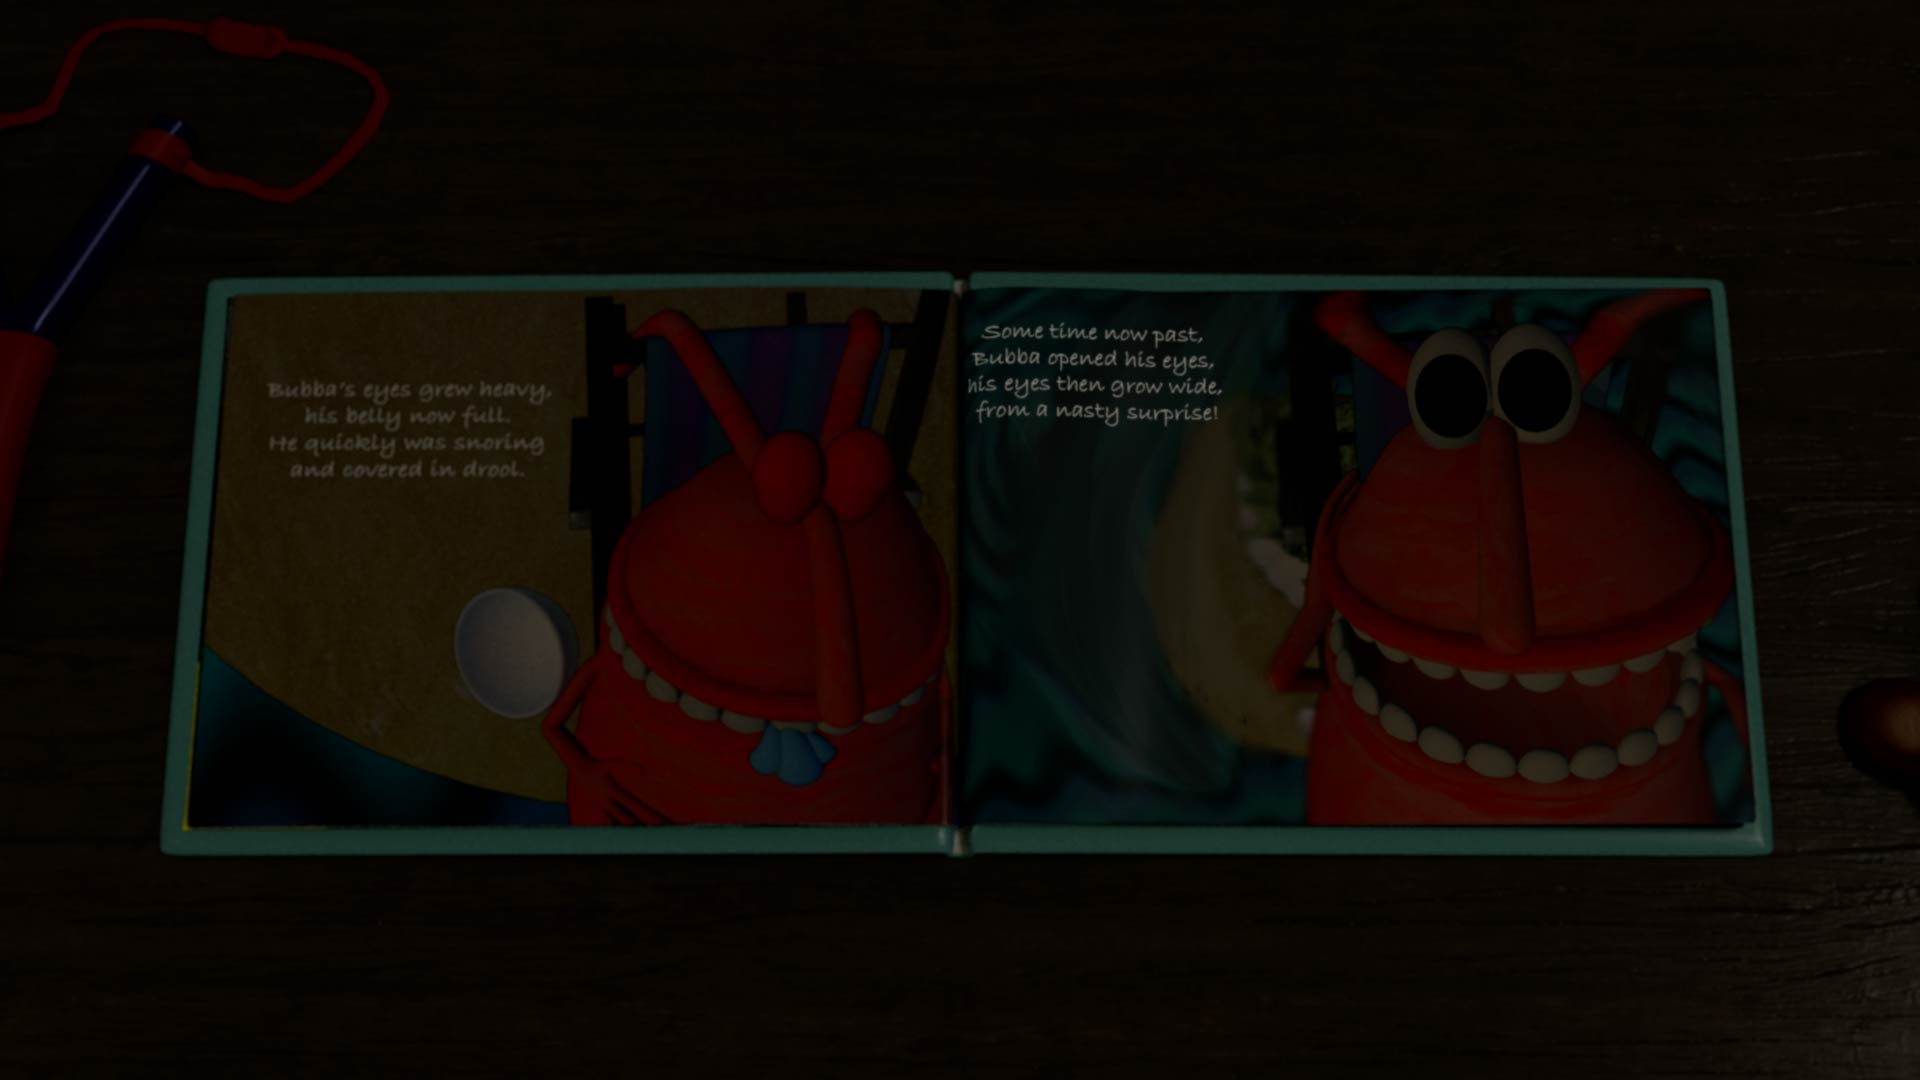 Bubba's eyes grew heavy,
his belly now full.
He quickly was snoring
and covered in drool.
Some time now past,
Bubba opened his eyes,
his eyes then grow wide,
from a nasty surprise!